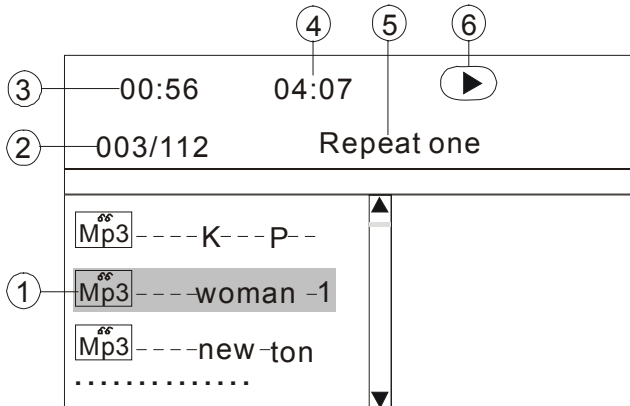 4 5 6
3 00:56 04:07
2 003/112 Repeat one
Mp3 ----K---P--
1 Mp3 ----woman -1
Mp3 ----new-ton
..............